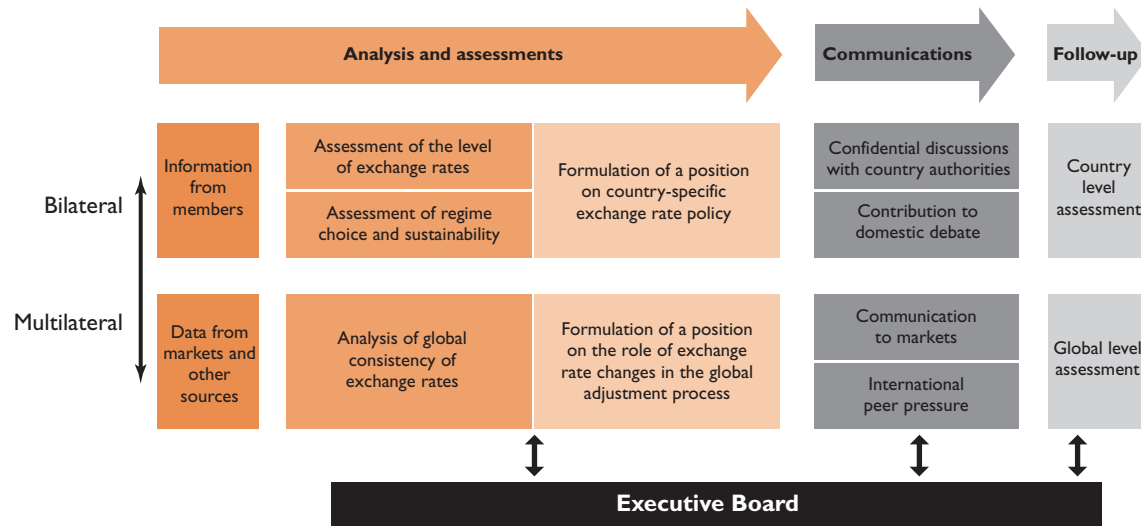 Analysis and assessments
Communications
Follow-up
Bilateral
Information
from
members
Assessment of the level
of exchange rates
Assessment of regime
choice and sustainability
Formulation of a position
on country-specific
exchange rate policy
Confidential discussions
with country authorities
Contribution to
domestic debate
Country
level
assessment
Multilateral
Data from
markets and
other
sources
Analysis of global
consistency of
exchange rates
Formulation of a position
on the role of exchange
rate changes in the global
adjustment process
Communication
to markets
International
peer pressure
Global level
assessment
Executive Board